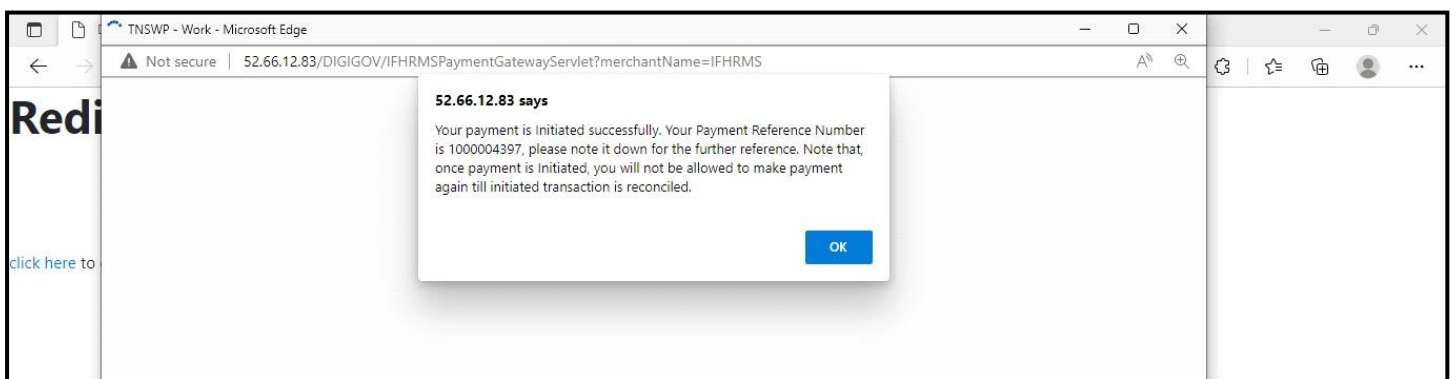 TNSWP - Work - Microsoft Edge
Not secure | 52.66.12.83/DIGIGOV/IFHRMSPaymentGatewayServlet?merchantName=IFHRMS
Redi
52.66.12.83 says
Your payment is Initiated successfully. Your Payment Reference Number
is 1000004397, please note it down for the further reference. Note that,
once payment is Initiated, you will not be allowed to make payment
again till initiated transaction is reconciled.
OK
click here to